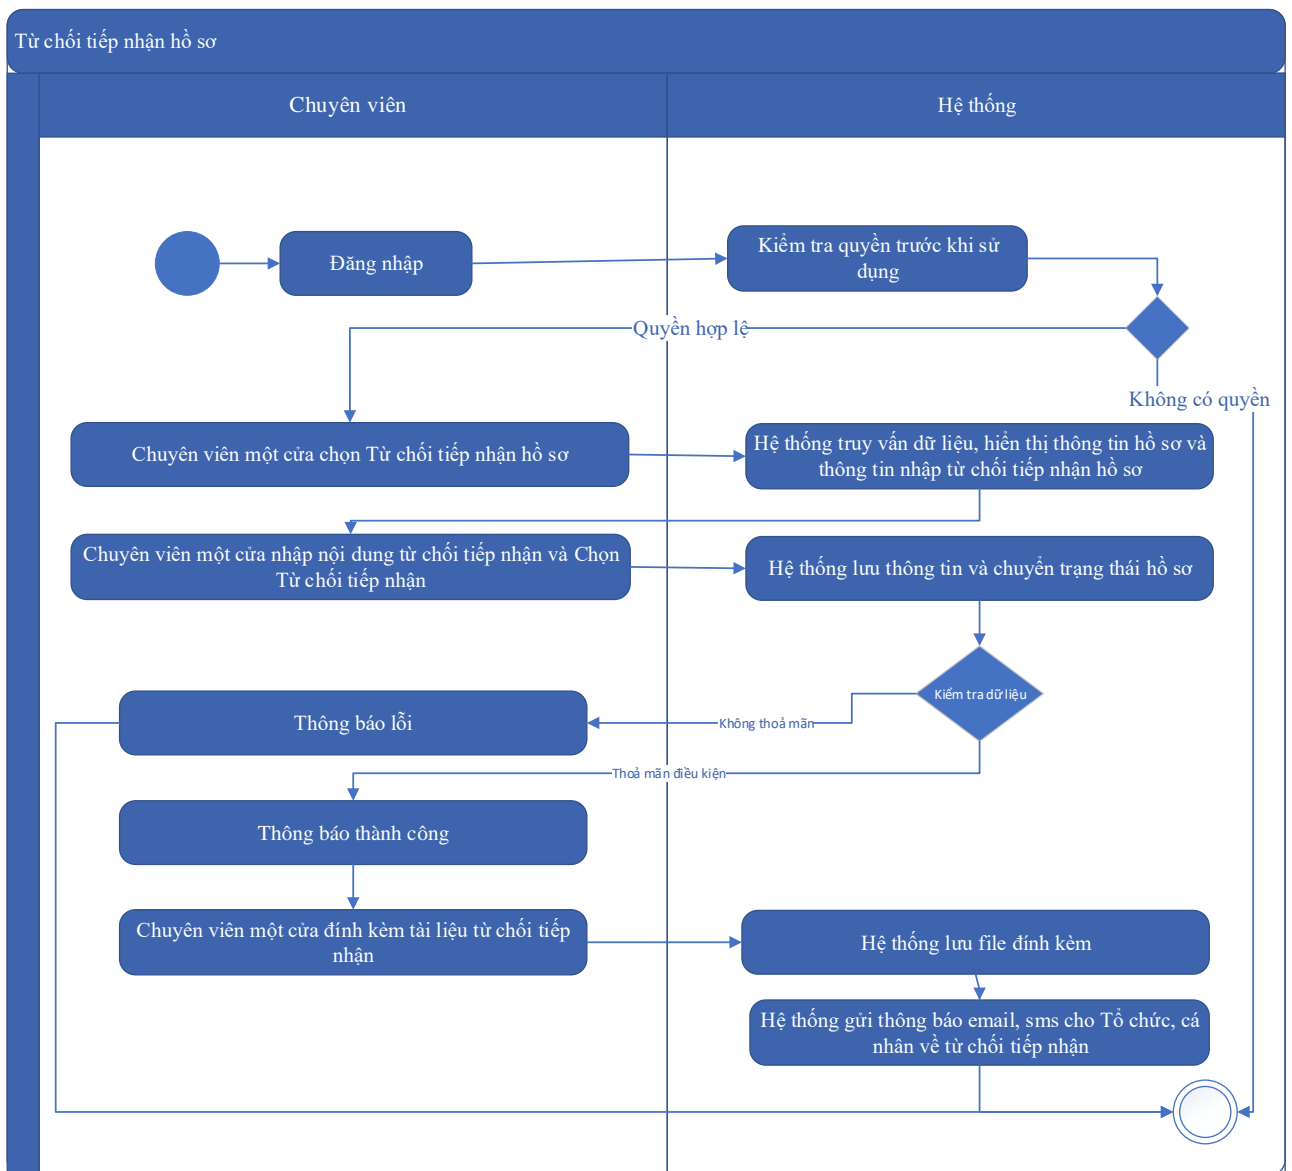 Từ chối tiếp nhận hồ sơ
Chuyên viên
Hệ thống
Đăng nhập
Kiểm tra quyền trước khi sử
dụng
Quyền hợp lệ
Không có quyền
Chuyên viên một cửa chọn Từ chối tiếp nhận hồ sơ
Hệ thống truy vấn dữ liệu, hiển thị thông tin hồ sơ và
thông tin nhập từ chối tiếp nhận hồ sơ
Chuyên viên một cửa nhập nội dung từ chối tiếp nhận và Chọn
Từ chối tiếp nhận
Hệ thống lưu thông tin và chuyển trạng thái hồ sơ
Kiểm tra dữ liệu
Thông báo lỗi
Không thoả mãn
Thoả mãn điều kiện
Thông báo thành công
Chuyên viên một cửa đính kèm tài liệu từ chối tiếp
nhận
Hệ thống lưu file đính kèm
Hệ thống gửi thông báo email, sms cho Tổ chức, cá
nhân về từ chối tiếp nhận